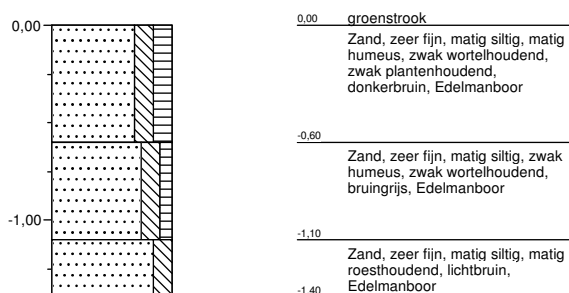 0,00
-1,00
0,00 groenstrook
Zand, zeer fijn, matig siltig, matig
humeus, zwak wortelhoudend,
zwak plantenhoudend,
donkerbruin, Edelmanboor
-0,60
Zand, zeer fijn, matig siltig, zwak
humeus, zwak wortelhoudend,
bruingrijs, Edelmanboor
-1,10
Zand, zeer fijn, matig siltig, matig
roesthoudend, lichtbruin,
-1,40 Edelmanboor